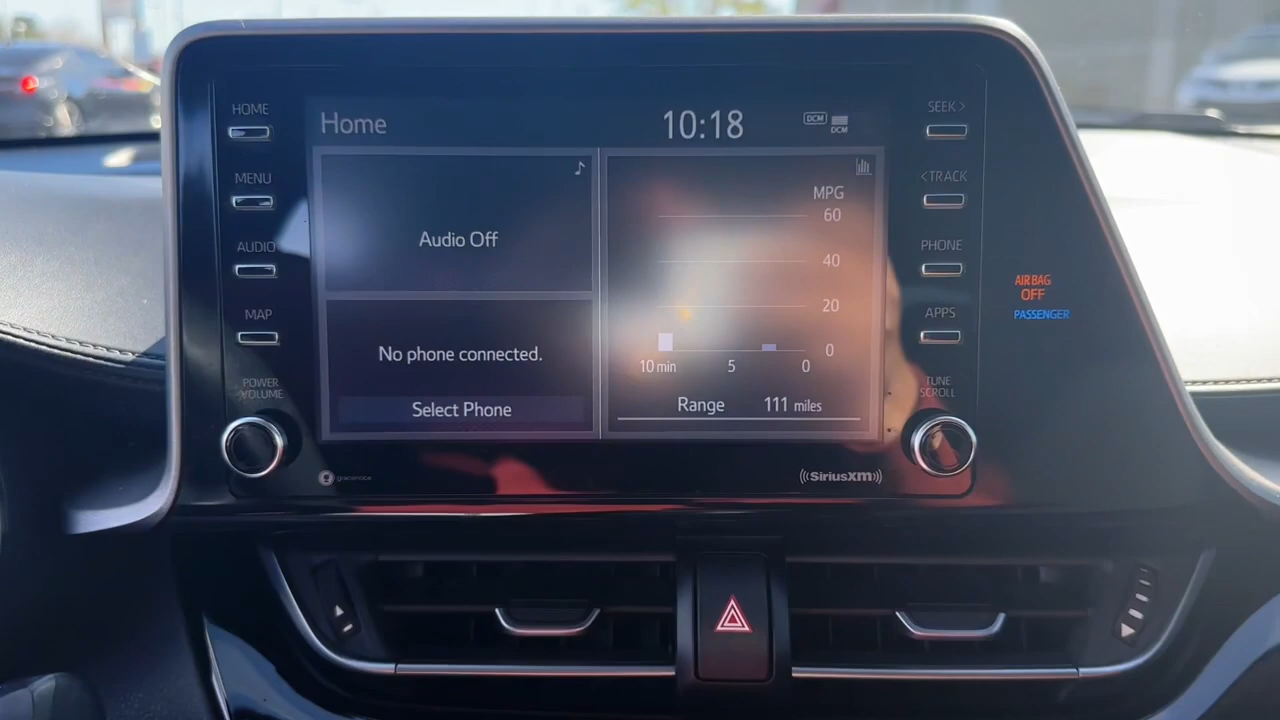 HOME
MENU
AUDIO
MAP
POWER
VOLUME
Home
10:18
DCM
DCM
Audio Off
No phone connected.
Select Phone
MPG
60
40
20
0
10 min 5 0
Range 111 miles
gracenote
((SiriusXM))
SEEK >
< TRACK
PHONE
APPS
TUNE
SCROLL
AIR BAG
OFF
PASSENGER